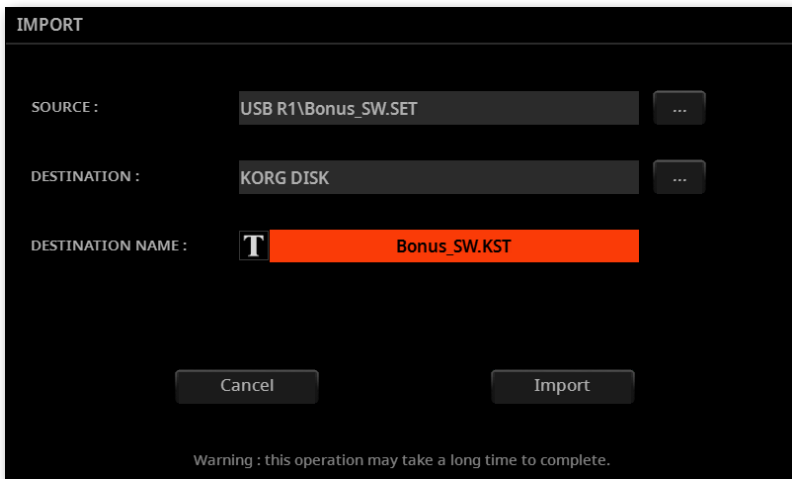 IMPORT
SOURCE : USB R1\Bonus_SW.SET ...
DESTINATION : KORG DISK ...
DESTINATION NAME : T Bonus_SW.KST
Cancel Import
Warning : this operation may take a long time to complete.